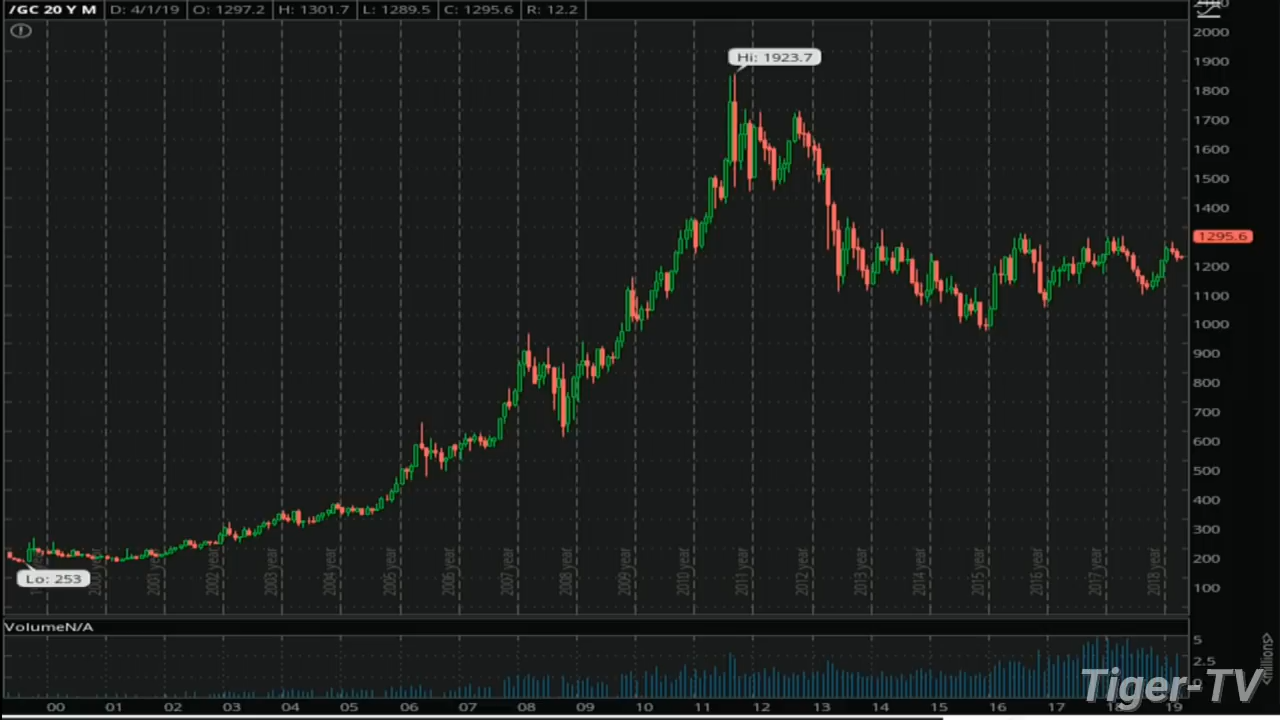 /GC 20 Y M D: 4/1/19 O: 1297.2 H: 1301.7 L: 1289.5 C: 1295.6 R: 12.2
2000
1900
Hi: 1923.7
1800
1700
1600
1500
1400
1295.6
1200
1100
1000
900
800
700
600
500
400
300
200
100
Lo: 253
2001 year 2002 year 2003 year 2004 year 2005 year 2006 year 2007 year 2008 year 2009 year 2010 year 2011 year 2012 year 2013 year 2014 year 2015 year 2016 year 2017 year 2018 year
VolumeN/A
5
2.5
<millions>
Tiger-TV
00 01 02 03 04 05 06 07 08 09 10 11 12 13 14 15 16 17 18 19